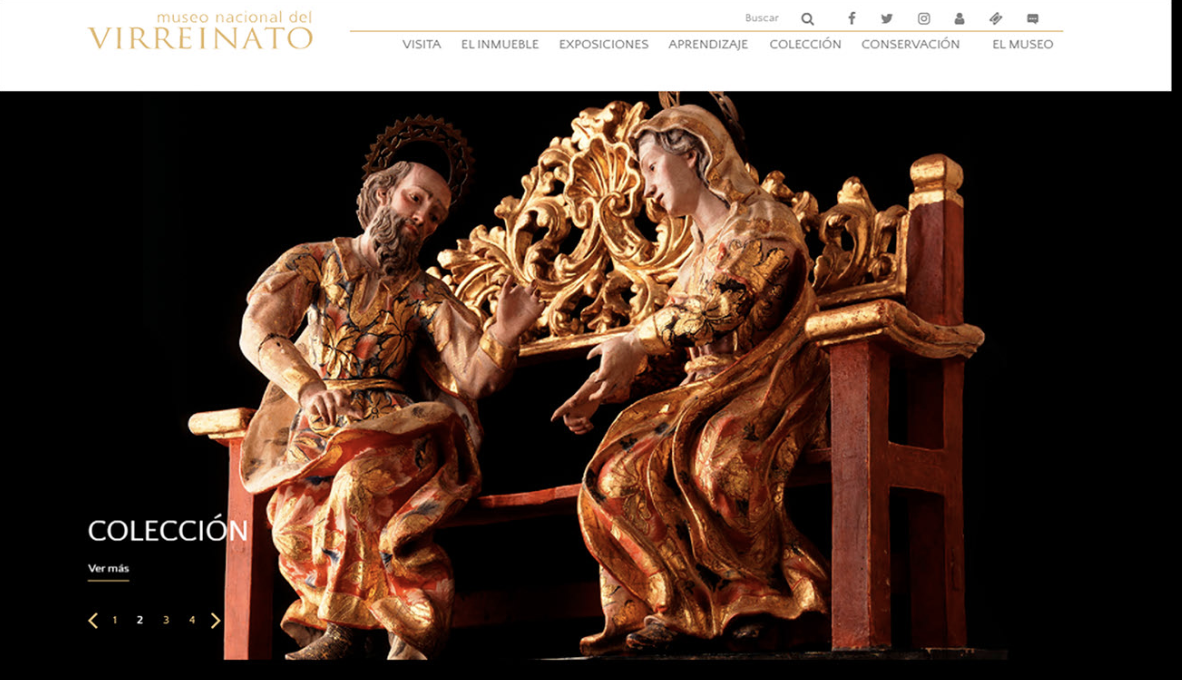 museo nacional del
VIRREINATO
Buscar
VISITA EL INMUEBLE EXPOSICIONES APRENDIZAJE COLECCIÓN CONSERVACIÓN EL MUSEO
COLECCIÓN
Ver más
1 2 3 4